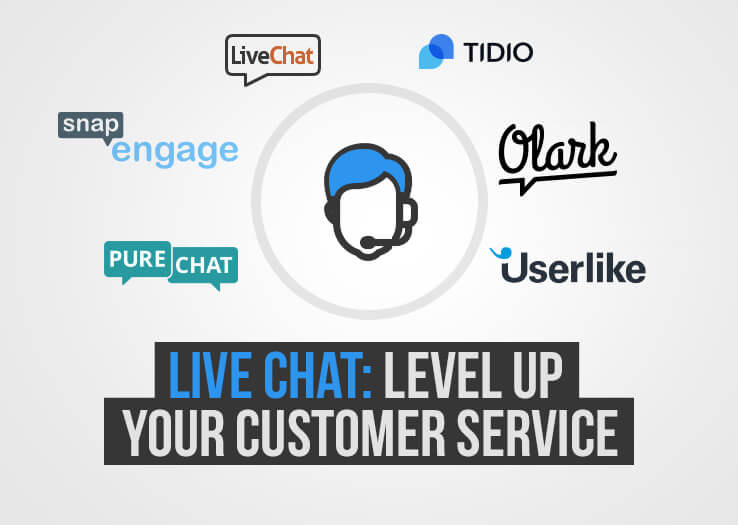 LiveChat
TIDIO
snap
engage
Olark
PURE CHAT
Userlike
LIVE CHAT: LEVEL UP
YOUR CUSTOMER SERVICE